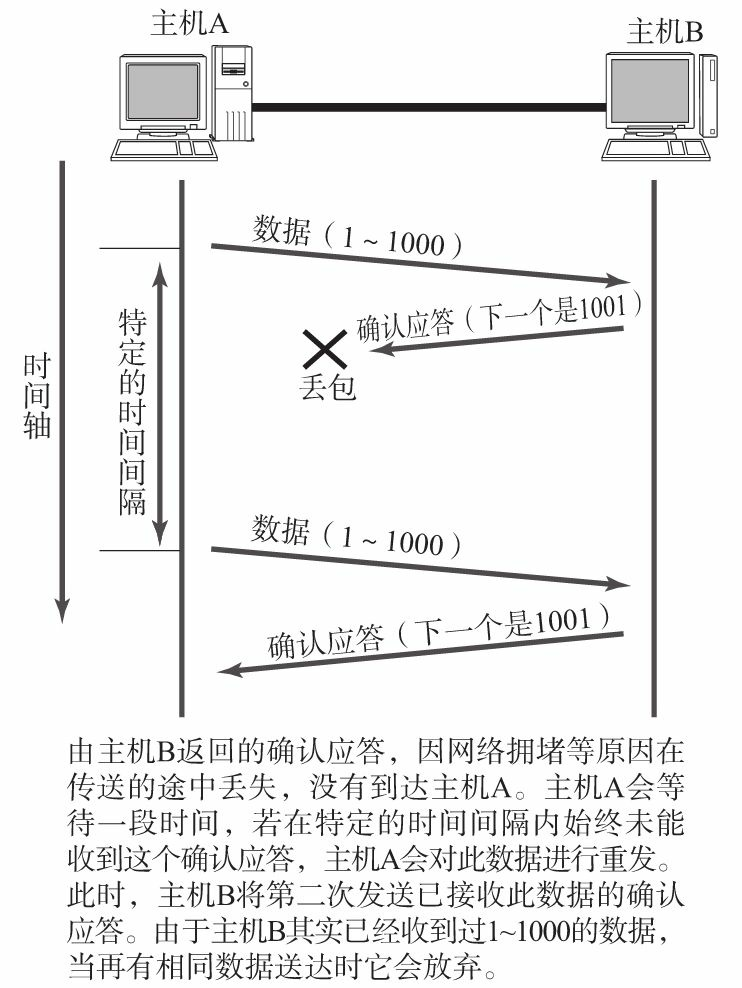 主机A
主机B
数据（1~1000）
确认应答（下一个是1001）
丢包
特定的时间间隔
时间轴
数据（1~1000）
确认应答（下一个是1001）
由主机B返回的确认应答，因网络拥堵等原因在
传送的途中丢失，没有到达主机A。主机A会等
待一段时间，若在特定的时间间隔内始终未能
收到这个确认应答，主机A会对此数据进行重发。
此时，主机B将第二次发送已接收此数据的确认
应答。由于主机B其实已经收到过1~1000的数据，
当再有相同数据送达时它会放弃。